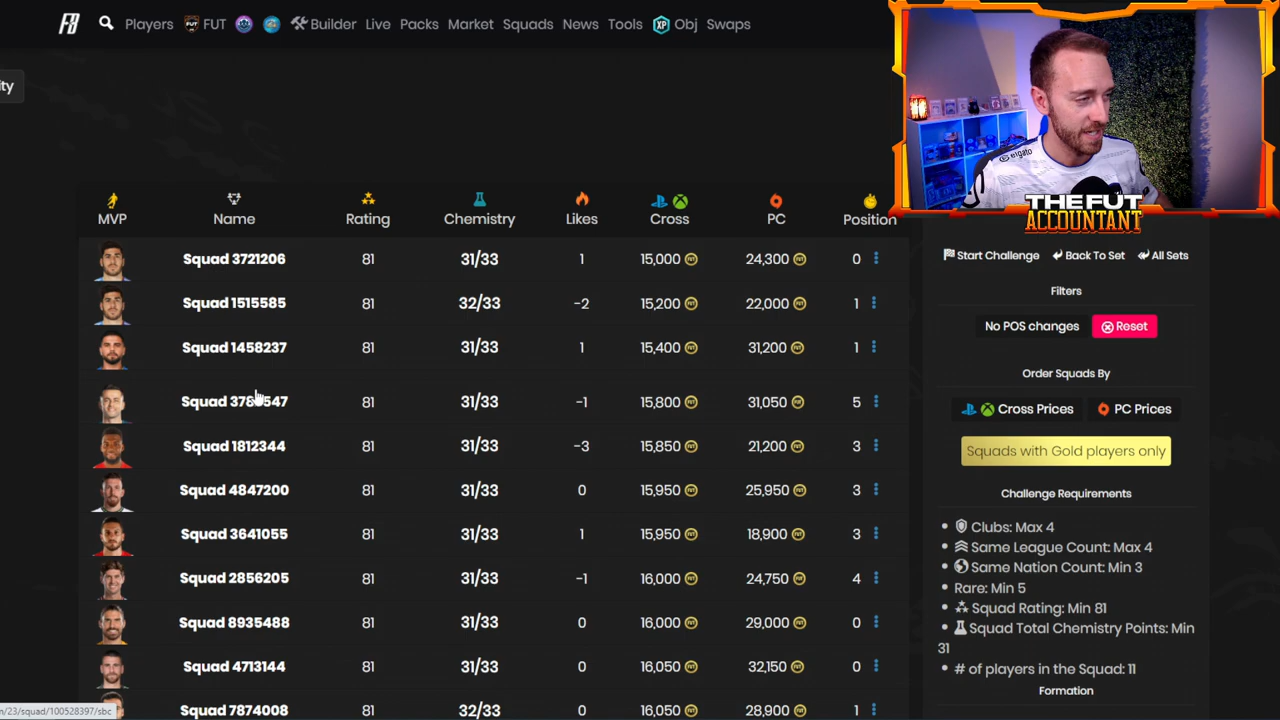 F8 Players FUT Builder Live Packs Market Squads News Tools XP Obj Swaps
ity
elgato
THE FUT
ACCOUNTANT
MVP Name Rating Chemistry Likes Cross PC Position
Squad 3721206 81 31/33 1 15,000 24,300 0
Squad 1515585 81 32/33 -2 15,200 22,000 1
Squad 1458237 81 31/33 1 15,400 31,200 1
81 31/33 -1 15,800 31,050 5
Squad 1812344 81 31/33 -3 15,850 21,200 3
Squad 4847200 81 31/33 0 15,950 25,950 3
Squad 3641055 81 31/33 1 15,950 18,900 3
Squad 2856205 81 31/33 -1 16,000 24,750 4
Squad 8935488 81 31/33 0 16,000 29,000 0
Squad 4713144 81 31/33 0 16,050 32,150 0
Squad 7874008 81 32/33 0 16,050 28,900 1
m/23/squad/100528397/sbc
Start Challenge Back To Set All Sets
Filters
No POS changes Reset
Order Squads By
Cross Prices PC Prices
Squads with Gold players only
Challenge Requirements
Clubs: Max 4
Same League Count: Max 4
Same Nation Count: Min 3
Rare: Min 5
Squad Rating: Min 81
Squad Total Chemistry Points: Min
31
# of players in the Squad: 11
Formation